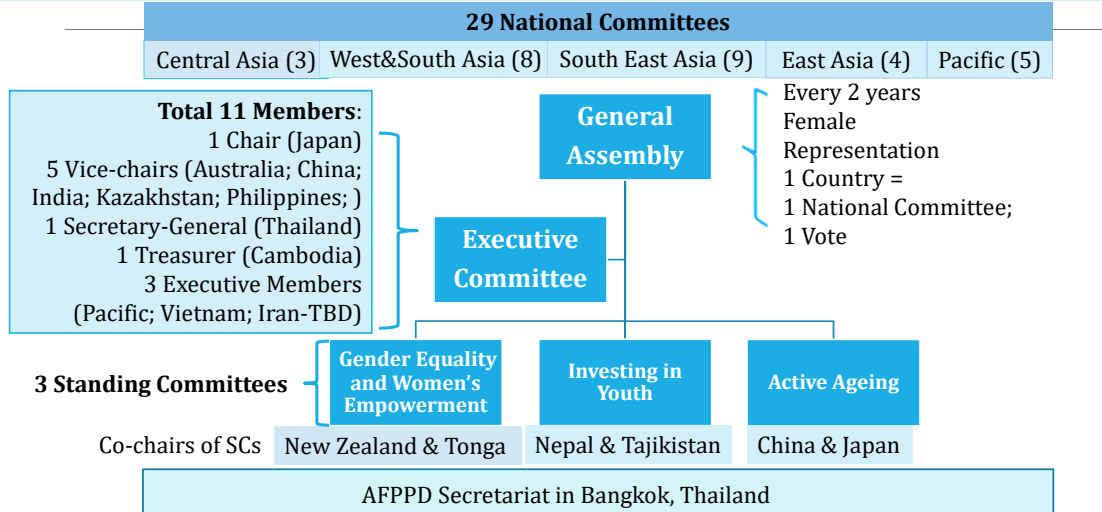 29 National Committees
Central Asia (3)
West&South Asia (8)
South East Asia (9)
East Asia (4)
Pacific (5)
Total 11 Members:
1 Chair (Japan)
5 Vice-chairs (Australia; China;
India; Kazakhstan; Philippines; )
1 Secretary-General (Thailand)
1 Treasurer (Cambodia)
3 Executive Members
(Pacific; Vietnam; Iran-TBD)
General
Assembly
Every 2 years
Female
Representation
1 Country =
1 National Committee;
1 Vote
Executive
Committee
3 Standing Committees
Gender Equality
and Women's
Empowerment
Investing in
Youth
Active Ageing
Co-chairs of SCs
New Zealand & Tonga
Nepal & Tajikistan
China & Japan
AFPPD Secretariat in Bangkok, Thailand